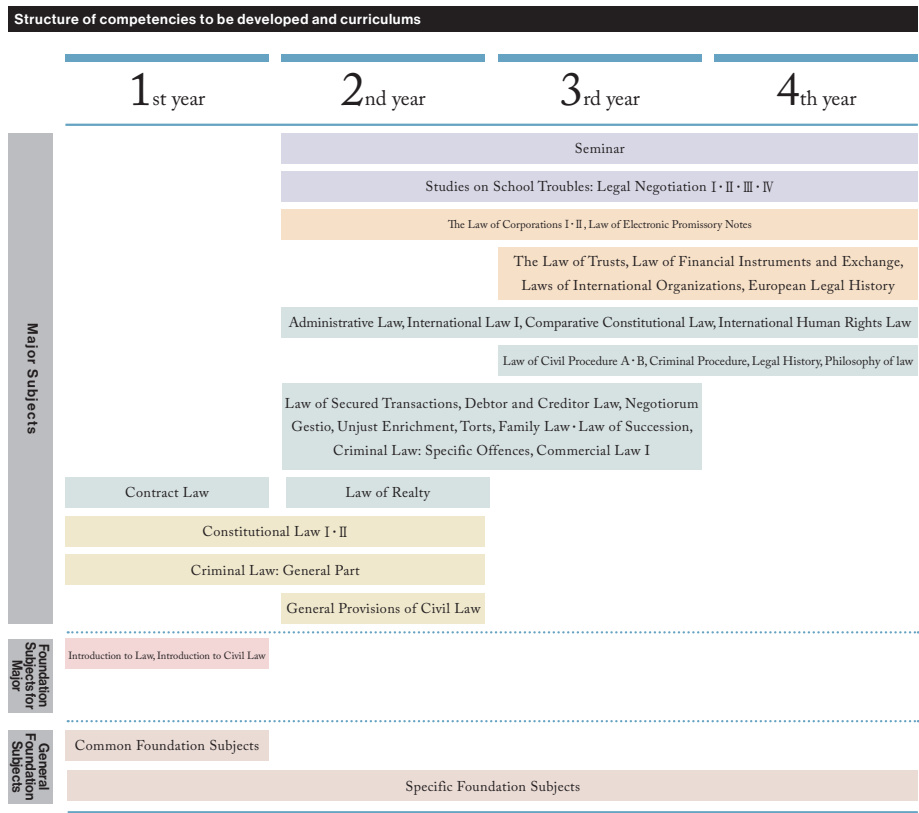 Structure of competencies to be developed and curriculums
1st year
2nd year
3rd year
4th year
Major Subjects
Seminar
Studies on School Troubles: Legal Negotiation Ⅰ・Ⅱ・Ⅲ・Ⅳ
The Law of Corporations Ⅰ・Ⅱ, Law of Electronic Promissory Notes
The Law of Trusts, Law of Financial Instruments and Exchange,
Laws of International Organizations, European Legal History
Administrative Law, International Law I, Comparative Constitutional Law, International Human Rights Law
Law of Civil Procedure A・B, Criminal Procedure, Legal History, Philosophy of law
Law of Secured Transactions, Debtor and Creditor Law, Negotiorum
Gestio, Unjust Enrichment, Torts, Family Law・Law of Succession,
Criminal Law: Specific Offences, Commercial Law I
Contract Law
Law of Realty
Constitutional Law Ⅰ・Ⅱ
Criminal Law: General Part
General Provisions of Civil Law
Foundation
Subjects for
Major
Introduction to Law, Introduction to Civil Law
General
Foundation
Subjects
Common Foundation Subjects
Specific Foundation Subjects